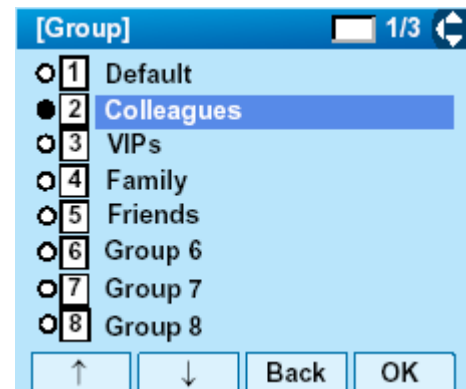 [Group] 1/3
1 Default
2 Colleagues
3 VIPs
4 Family
5 Friends
6 Group 6
7 Group 7
8 Group 8
↑ ↓ Back OK